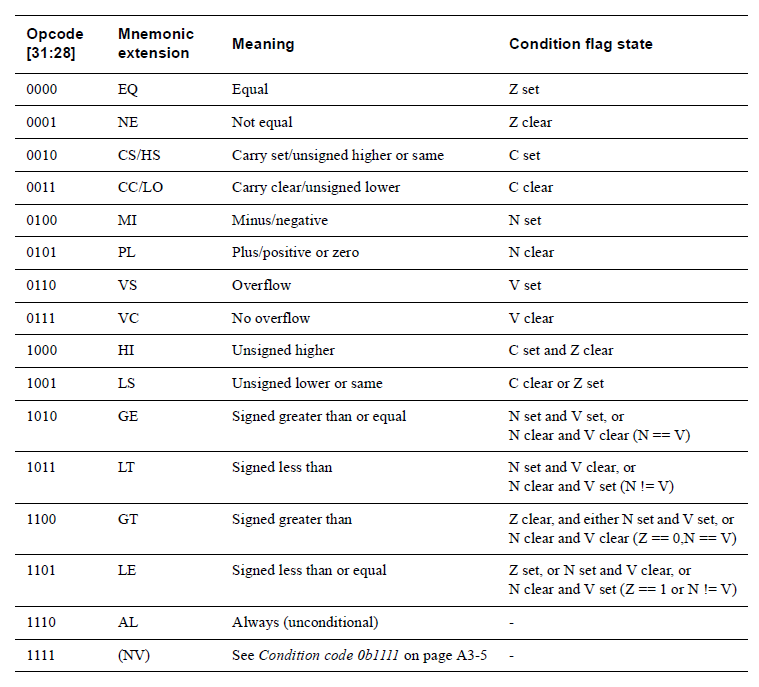 Opcode [31:28] Mnemonic extension Meaning Condition flag state
0000 EQ Equal Z set
0001 NE Not equal Z clear
0010 CS/HS Carry set/unsigned higher or same C set
0011 CC/LO Carry clear/unsigned lower C clear
0100 MI Minus/negative N set
0101 PL Plus/positive or zero N clear
0110 VS Overflow V set
0111 VC No overflow V clear
1000 HI Unsigned higher C set and Z clear
1001 LS Unsigned lower or same C clear or Z set
1010 GE Signed greater than or equal N set and V set, or
N clear and V clear (N == V)
1011 LT Signed less than N set and V clear, or
N clear and V set (N != V)
1100 GT Signed greater than Z clear, and either N set and V set, or
N clear and V clear (Z == 0,N == V)
1101 LE Signed less than or equal Z set, or N set and V clear, or
N clear and V set (Z == 1 or N != V)
1110 AL Always (unconditional) -
1111 (NV) See Condition code 0b1111 on page A3-5 -